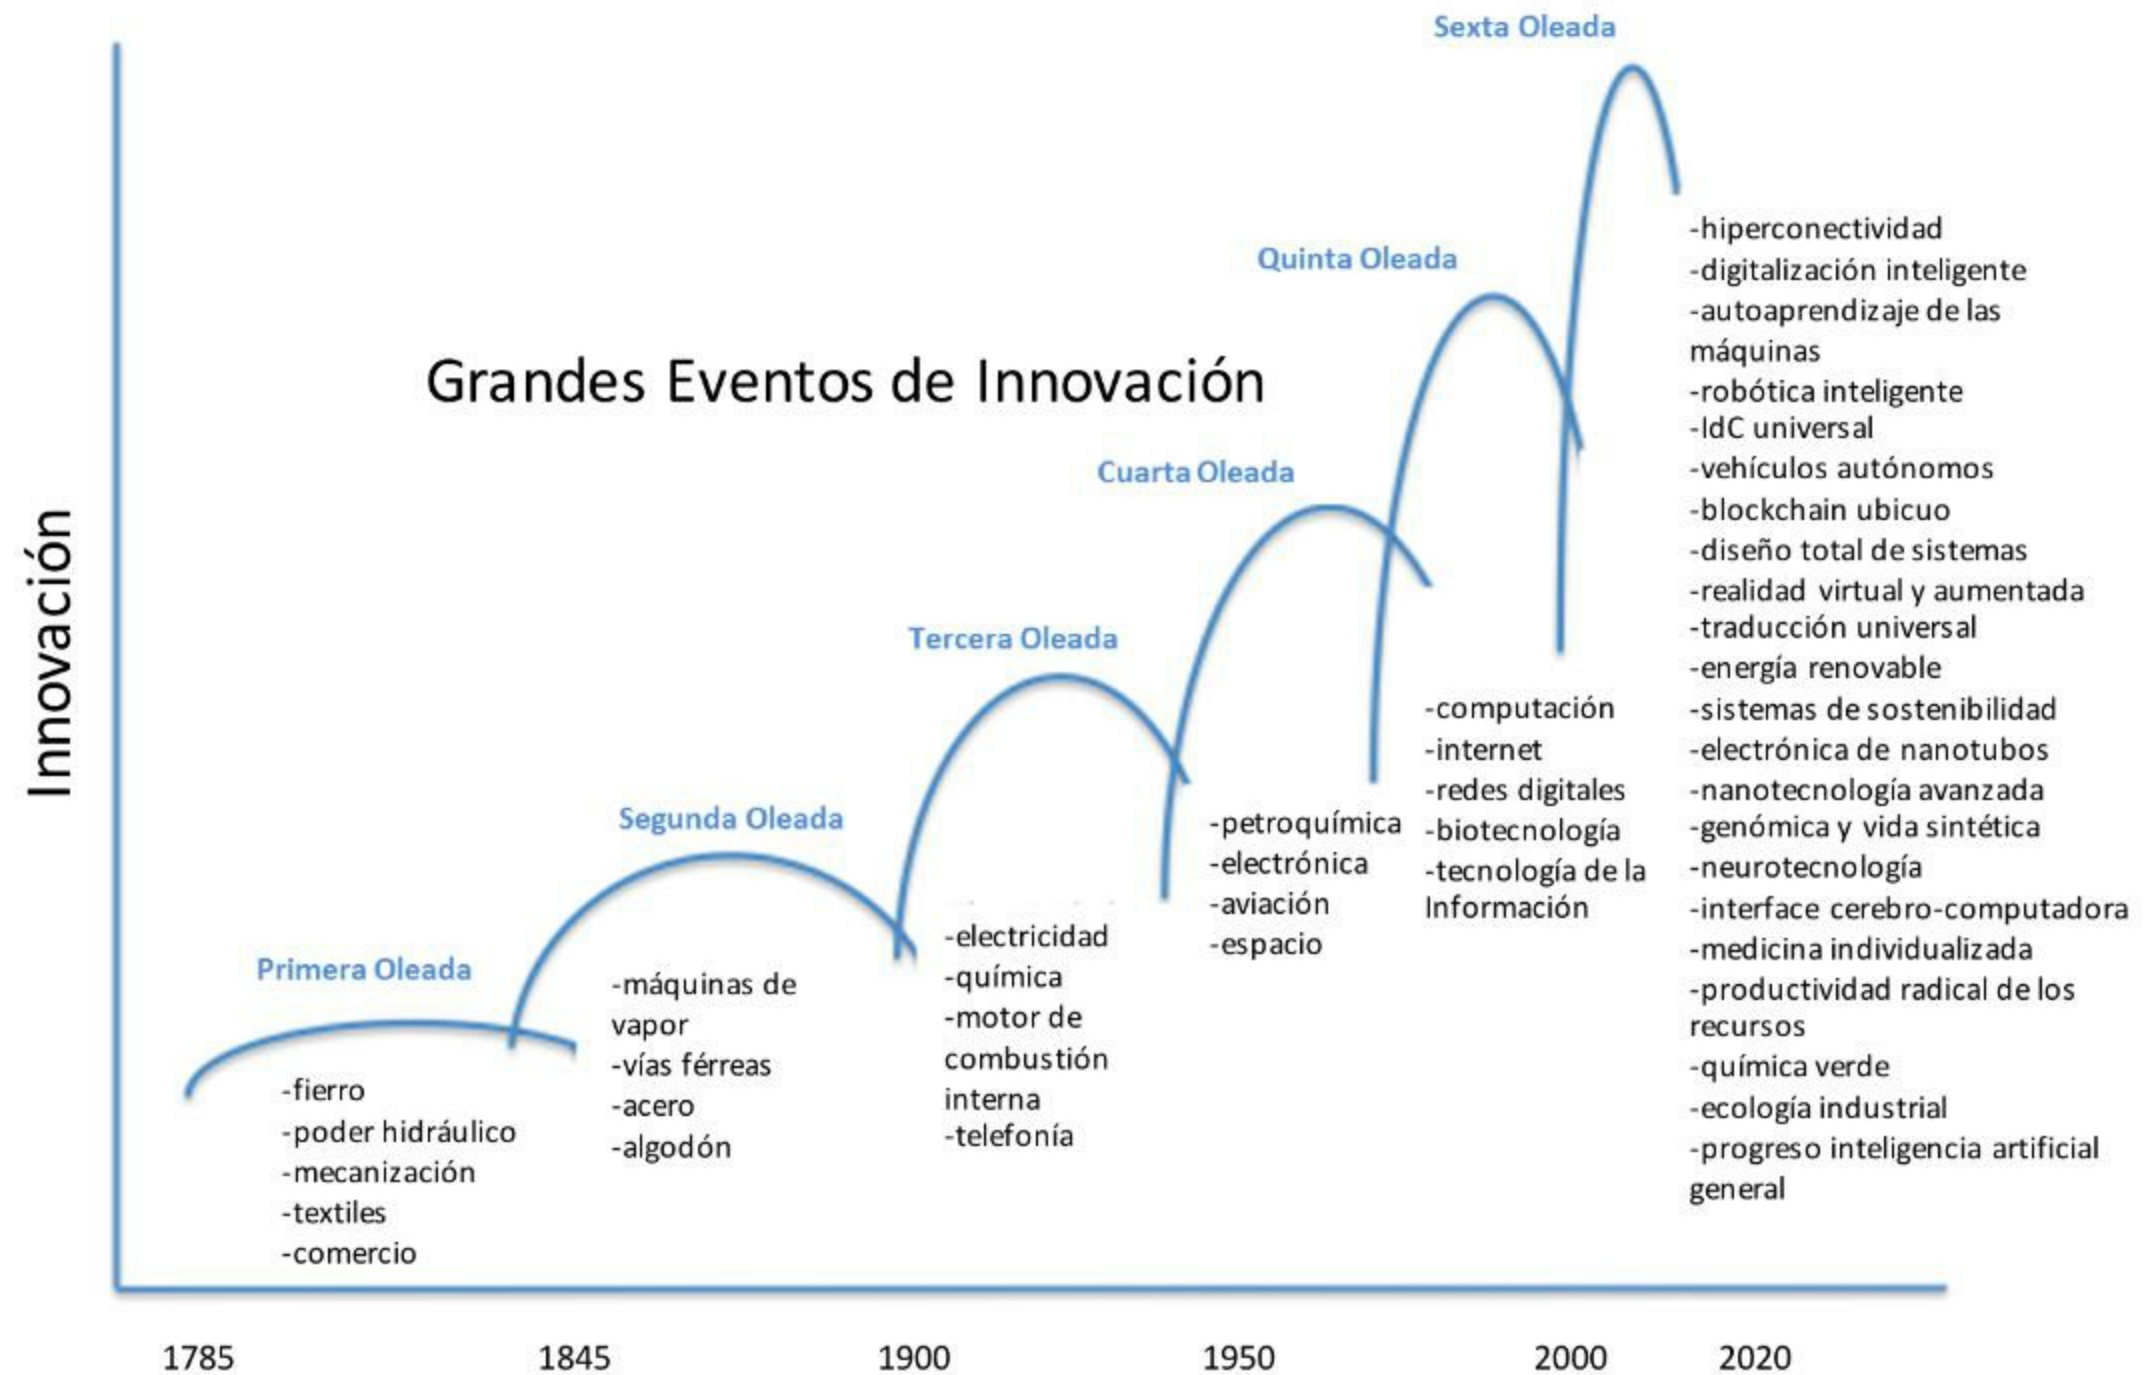 Sexta Oleada
Quinta Oleada
Grandes Eventos de Innovación
Cuarta Oleada
Tercera Oleada
Segunda Oleada
Primera Oleada
Innovación
-fierro
-poder hidráulico
-mecanización
-textiles
-comercio
-máquinas de
vapor
-vías férreas
-acero
-algodón
-electricidad
-química
-motor de
combustión
interna
-telefonía
-petroquímica
-electrónica
-aviación
-espacio
-computación
-internet
-redes digitales
-biotecnología
-tecnología de la
Información
-hiperconectividad
-digitalización inteligente
-autoaprendizaje de las
máquinas
-robótica inteligente
-IdC universal
-vehículos autónomos
-blockchain ubicuo
-diseño total de sistemas
-realidad virtual y aumentada
-traducción universal
-energía renovable
-sistemas de sostenibilidad
-electrónica de nanotubos
-nanotecnología avanzada
-genómica y vida sintética
-neurotecnología
-interface cerebro-computadora
-medicina individualizada
-productividad radical de los
recursos
-química verde
-ecología industrial
-progreso inteligencia artificial
general
1785 1845 1900 1950 2000 2020